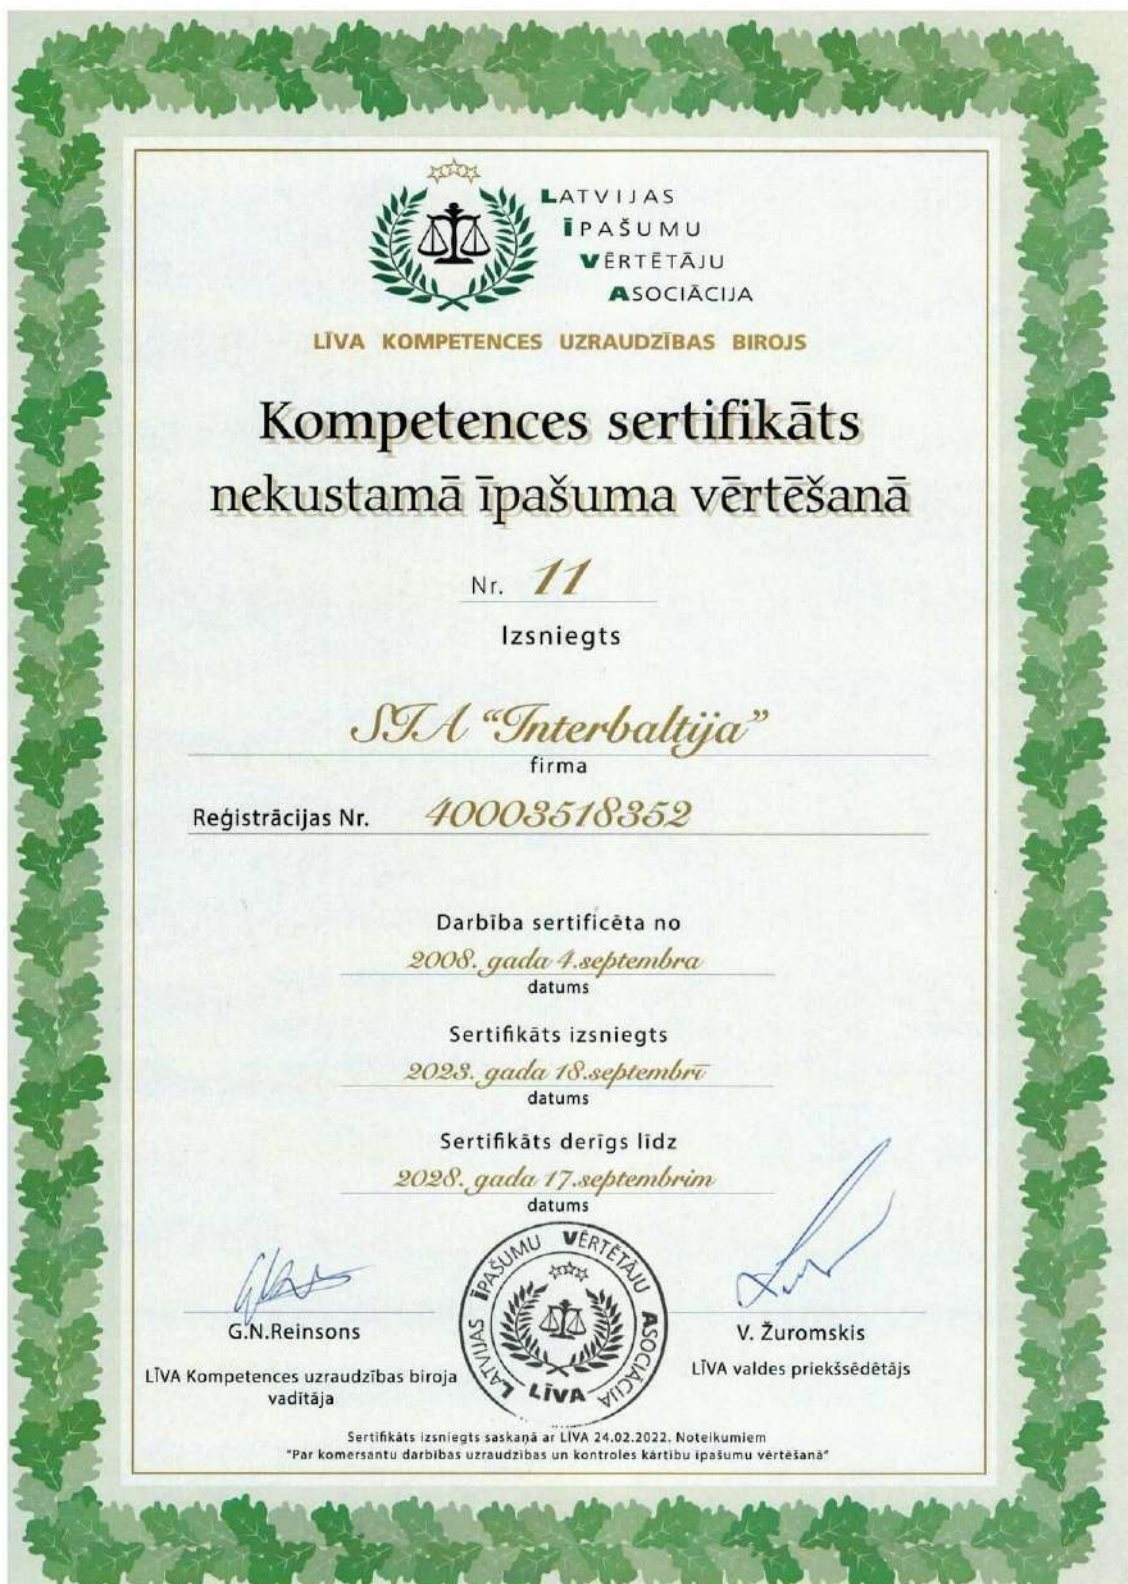 LATVIJAS
ĪPAŠUMU
VĒRTĒTĀJU
ASOCIĀCIJA
LĪVA KOMPETENCES UZRAUDZĪBAS BIROJS
Kompetences sertifikāts
nekustamā īpašuma vērtēšanā
Nr. 11
Izsniegts
SIA “Interbaltija”
firma
Reģistrācijas Nr. 40003518352
Darbība sertificēta no
2008. gada 4.septembra
datums
Sertifikāts izsniegts
2023. gada 18.septembrī
datums
Sertifikāts derīgs līdz
2028. gada 17.septembrim
datums
LATVIJAS ĪPAŠUMU VĒRTĒTĀJU ASOCIĀCIJA
LĪVA
G.N.Reinsons
LĪVA Kompetences uzraudzības biroja
vadītāja
V. Žuromskis
LĪVA valdes priekšsēdētājs
Sertifikāts izsniegts saskaņā ar LĪVA 24.02.2022. Noteikumiem
"Par komersantu darbības uzraudzības un kontroles kārtību īpašumu vērtēšanā"